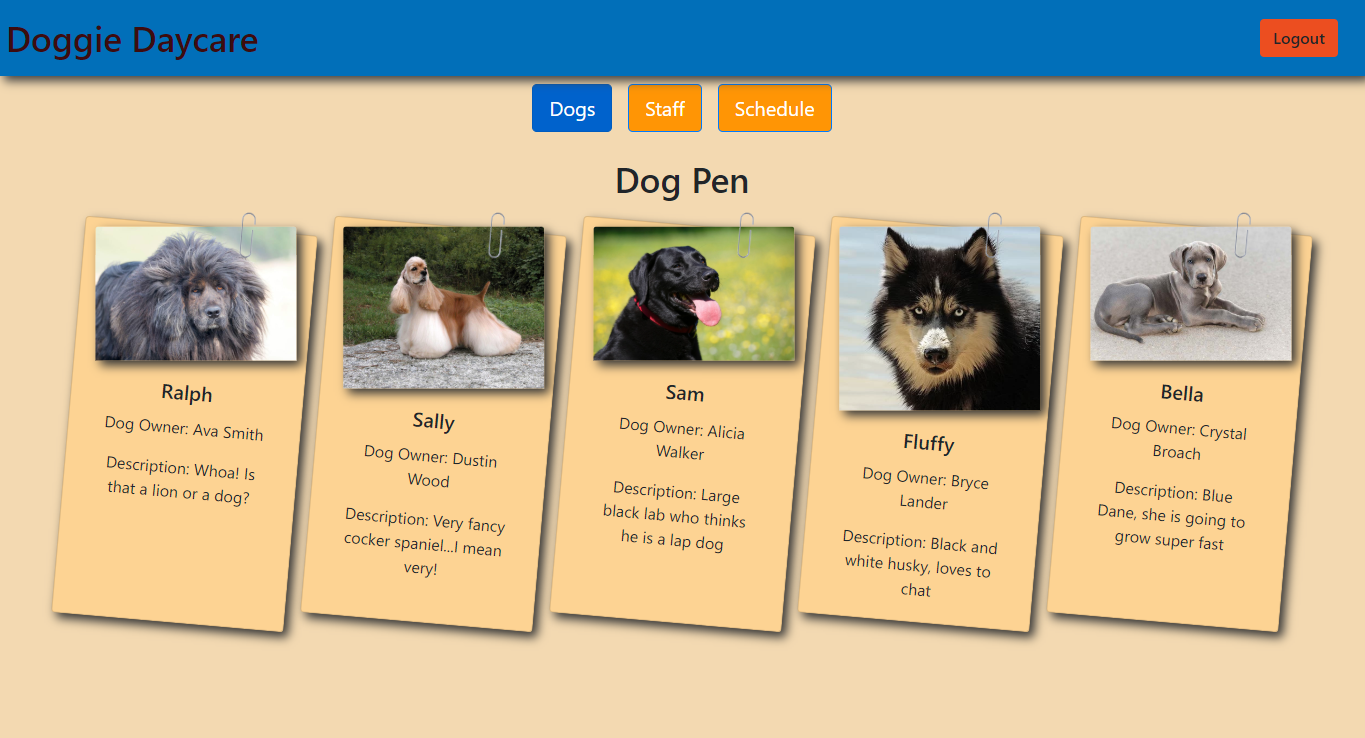 Doggie Daycare
Logout
Dogs
Staff
Schedule
Dog Pen
Ralph
Dog Owner: Ava Smith
Description: Whoa! Is
that a lion or a dog?
Sally
Dog Owner: Dustin
Wood
Description: Very fancy
cocker spaniel...I mean
very!
Sam
Dog Owner: Alicia
Walker
Description: Large
black lab who thinks
he is a lap dog
Fluffy
Dog Owner: Bryce
Lander
Description: Black and
white husky, loves to
chat
Bella
Dog Owner: Crystal
Broach
Description: Blue
Dane, she is going to
grow super fast